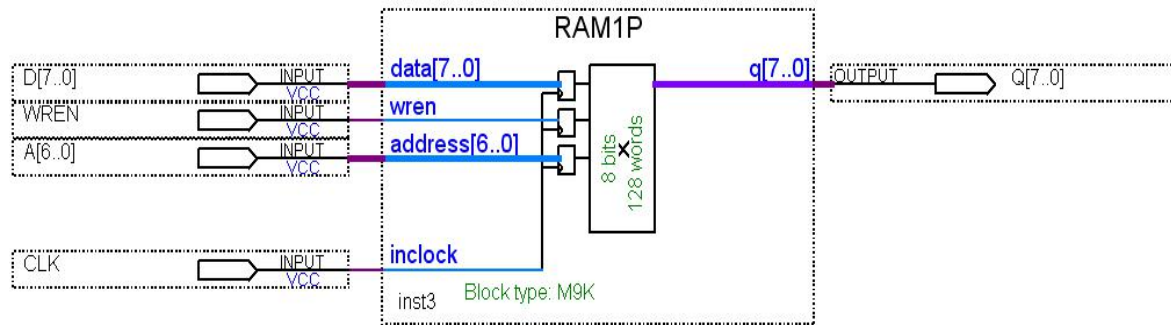 RAM1P
D[7..0] INPUT VCC data[7..0] q[7..0] OUTPUT Q[7..0]
WREN INPUT VCC wren
A[6..0] INPUT VCC address[6..0]
8 bits
x
128 words
CLK INPUT VCC inclock
inst3 Block type: M9K